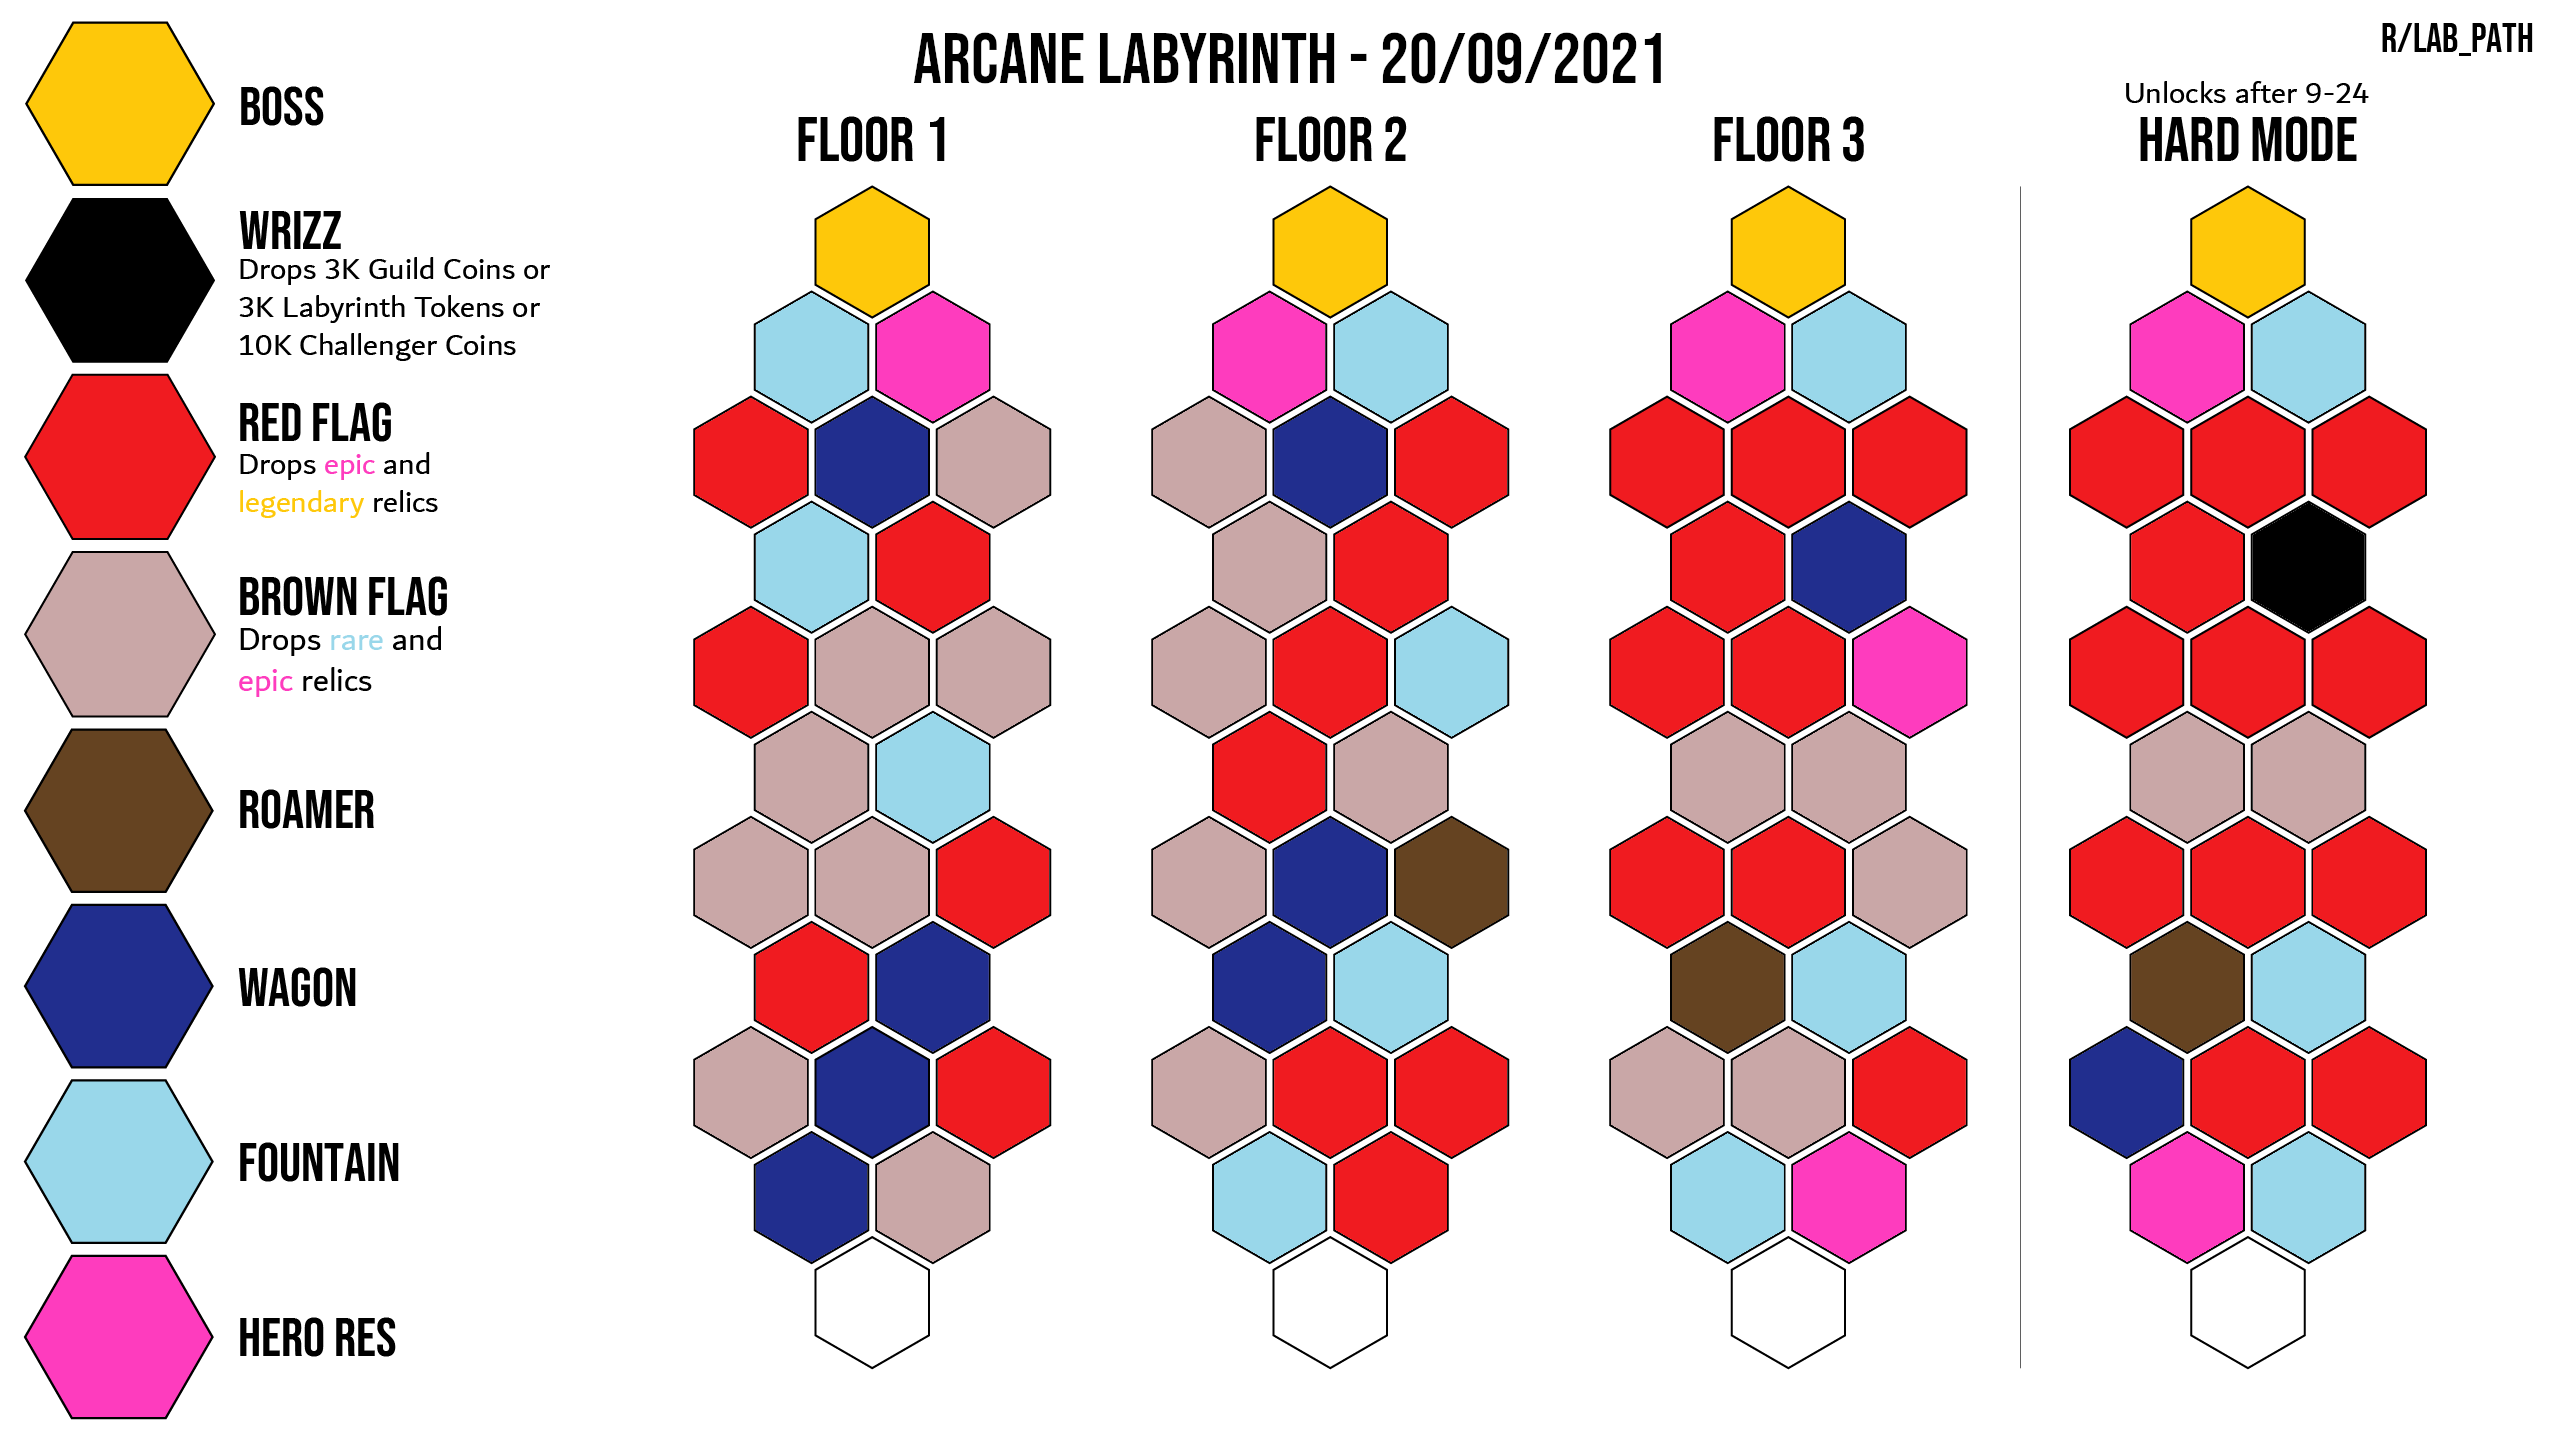 ARCANE LABYRINTH - 20/09/2021
R/LAB_PATH
BOSS
WRIZZ
Drops 3K Guild Coins or
3K Labyrinth Tokens or
10K Challenger Coins
RED FLAG
Drops epic and
legendary relics
BROWN FLAG
Drops rare and
epic relics
ROAMER
WAGON
FOUNTAIN
HERO RES
FLOOR 1
FLOOR 2
FLOOR 3
Unlocks after 9-24
HARD MODE